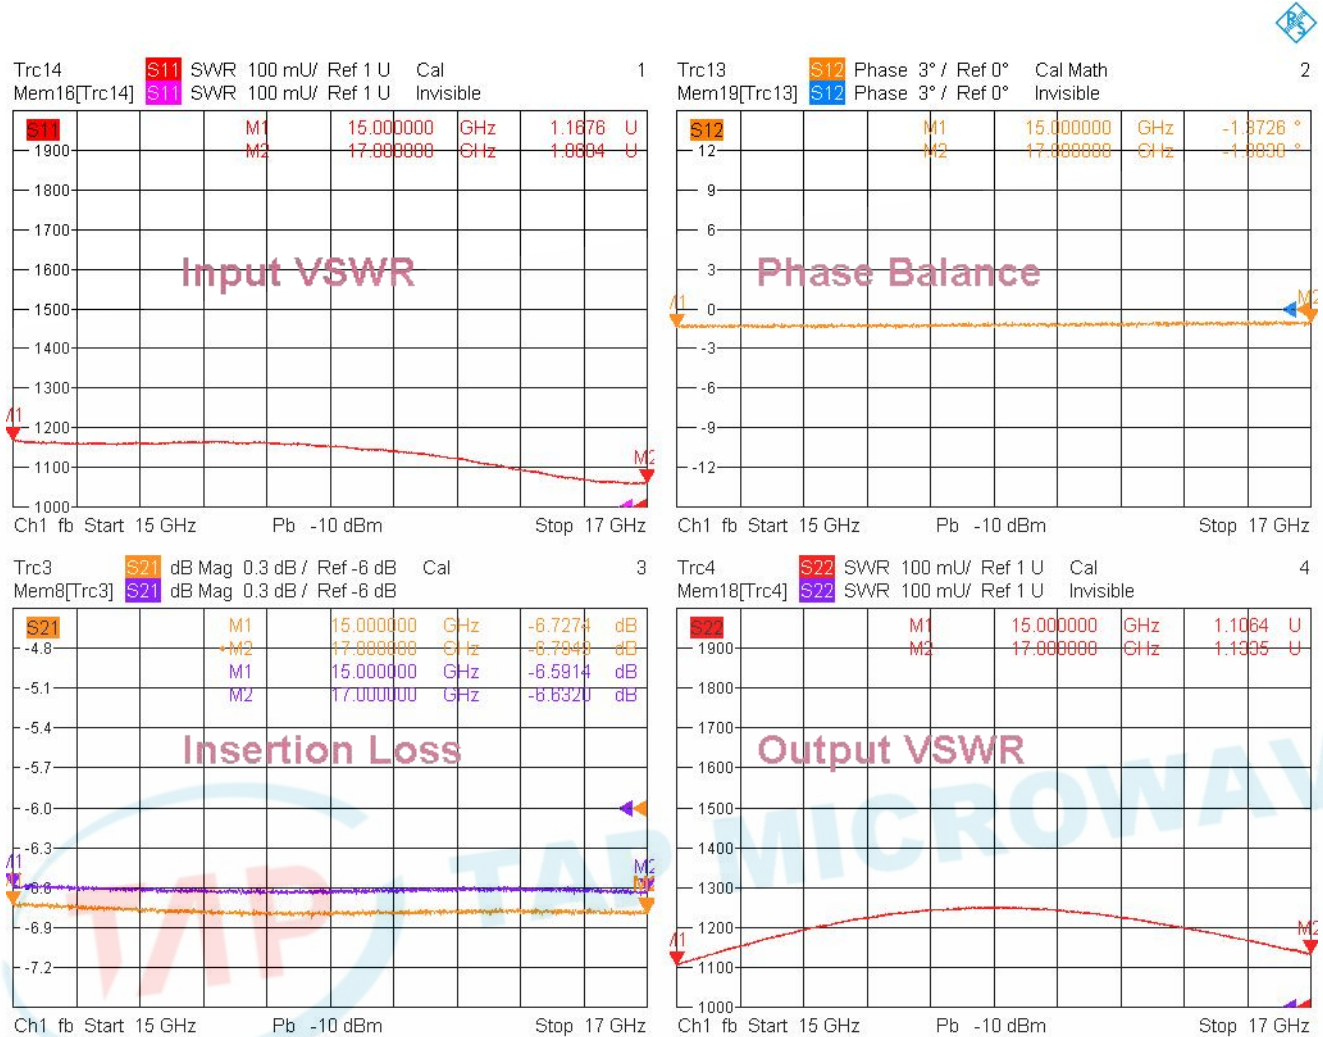 R&S
Trc14 S11 SWR 100 mU/ Ref 1 U Cal 1
Mem16[Trc14] S11 SWR 100 mU/ Ref 1 U Invisible
S11 M1 15.000000 GHz 1.1676 U
1900 M2 17.000000 GHz 1.0604 U
1800
1700
1600
Input VSWR
1500
1400
1300
M1
1200
M2
1100
1000
Ch1 fb Start 15 GHz Pb -10 dBm Stop 17 GHz
Trc13 S12 Phase 3° / Ref 0° Cal Math 2
Mem19[Trc13] S12 Phase 3° / Ref 0° Invisible
S12 M1 15.000000 GHz °
12 M2 17.000000 GHz °
9
6
3
Phase Balance
M1 M2
0
-3
-6
-9
-12
Ch1 fb Start 15 GHz Pb -10 dBm Stop 17 GHz
Trc3 S21 dB Mag 0.3 dB / Ref -6 dB Cal 3
Mem8[Trc3] S21 dB Mag 0.3 dB / Ref -6 dB
S21 M1 15.000000 GHz -6.7274 dB
-4.8 •M2 17.000000 GHz dB
M1 15.000000 GHz -6.5914 dB
-5.1 M2 17.000000 GHz -6.6320 dB
-5.4
Insertion Loss
-5.7
-6.0
-6.3
M1 M2
-6.6
-6.9
-7.2
Ch1 fb Start 15 GHz Pb -10 dBm Stop 17 GHz
Trc4 S22 SWR 100 mU/ Ref 1 U Cal 4
Mem18[Trc4] S22 SWR 100 mU/ Ref 1 U Invisible
S22 M1 15.000000 GHz 1.1064 U
1900 M2 17.000000 GHz 1.1335 U
1800
1700
Output VSWR
1600
1500
1400
1300
1200
M1 M2
1100
1000
Ch1 fb Start 15 GHz Pb -10 dBm Stop 17 GHz
TAP
TAP MICROWAV